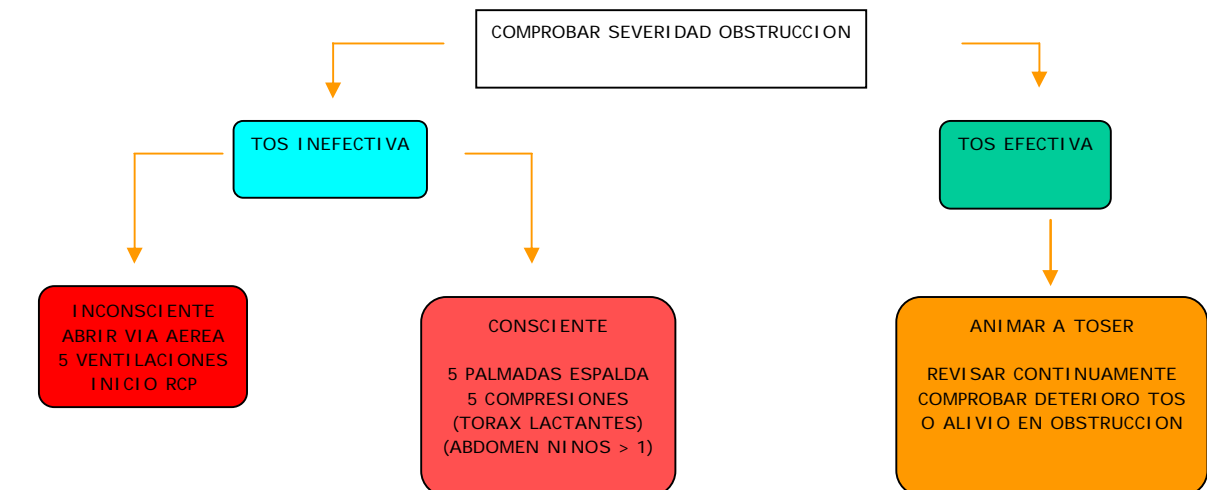 COMPROBAR SEVERIDAD OBSTRUCCION
TOS INEFECTIVA
TOS EFECTIVA
INCONSCIENTE
ABRIR VIA AEREA
5 VENTILACIONES
INICIO RCP
CONSCIENTE
5 PALMADAS ESPALDA
5 COMPRESIONES
(TORAX LACTANTES)
(ABDOMEN NINOS > 1)
ANIMAR A TOSER
REVISAR CONTINUAMENTE
COMPROBAR DETERIORO TOS
O ALIVIO EN OBSTRUCCION